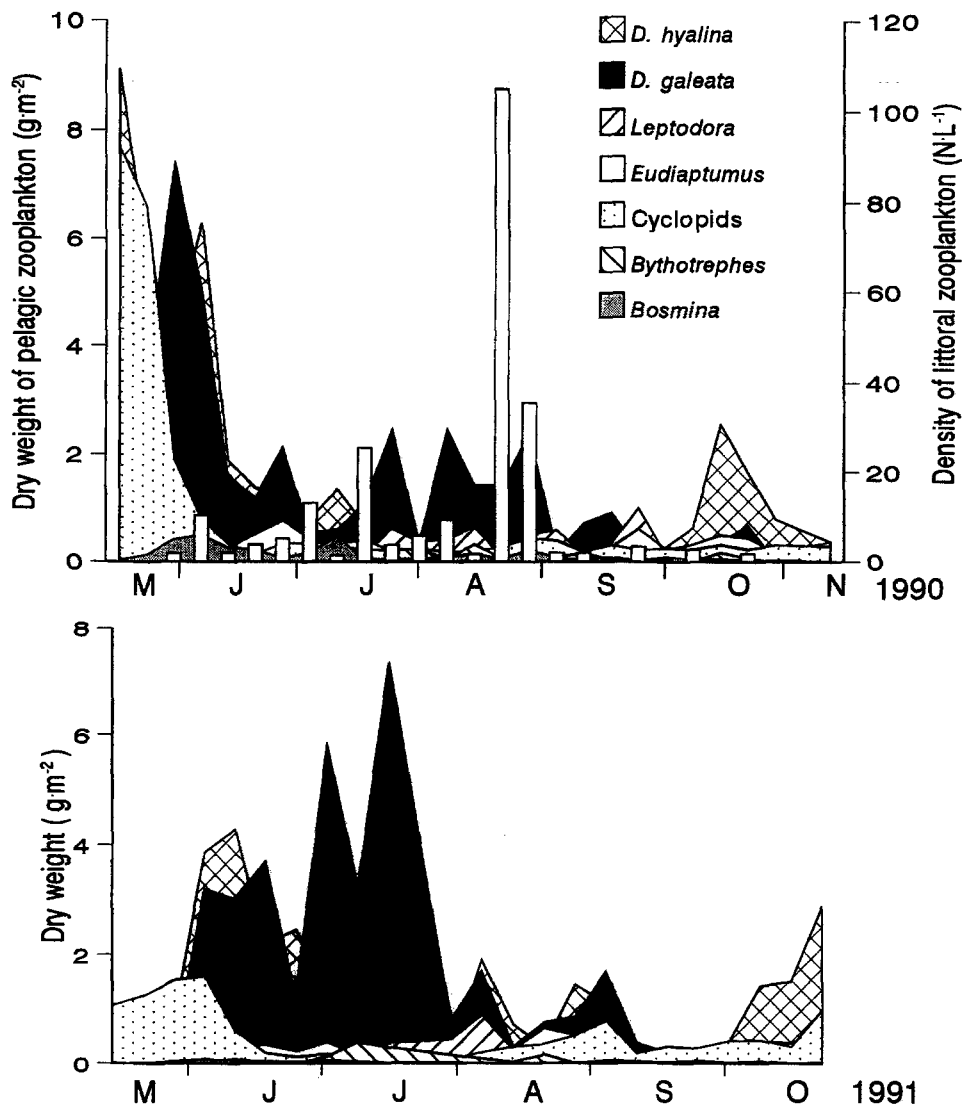 10
8
6
4
2
0
Dry weight of pelagic zooplankton (g·m⁻²)
D. hyalina
D. galeata
Leptodora
Eudiaptumus
Cyclopids
Bythotrephes
Bosmina
120
100
80
60
40
20
0
Density of littoral zooplankton (N·L⁻¹)
M J J A S O N 1990
8
6
4
2
0
Dry weight (g·m⁻²)
M J J A S O 1991